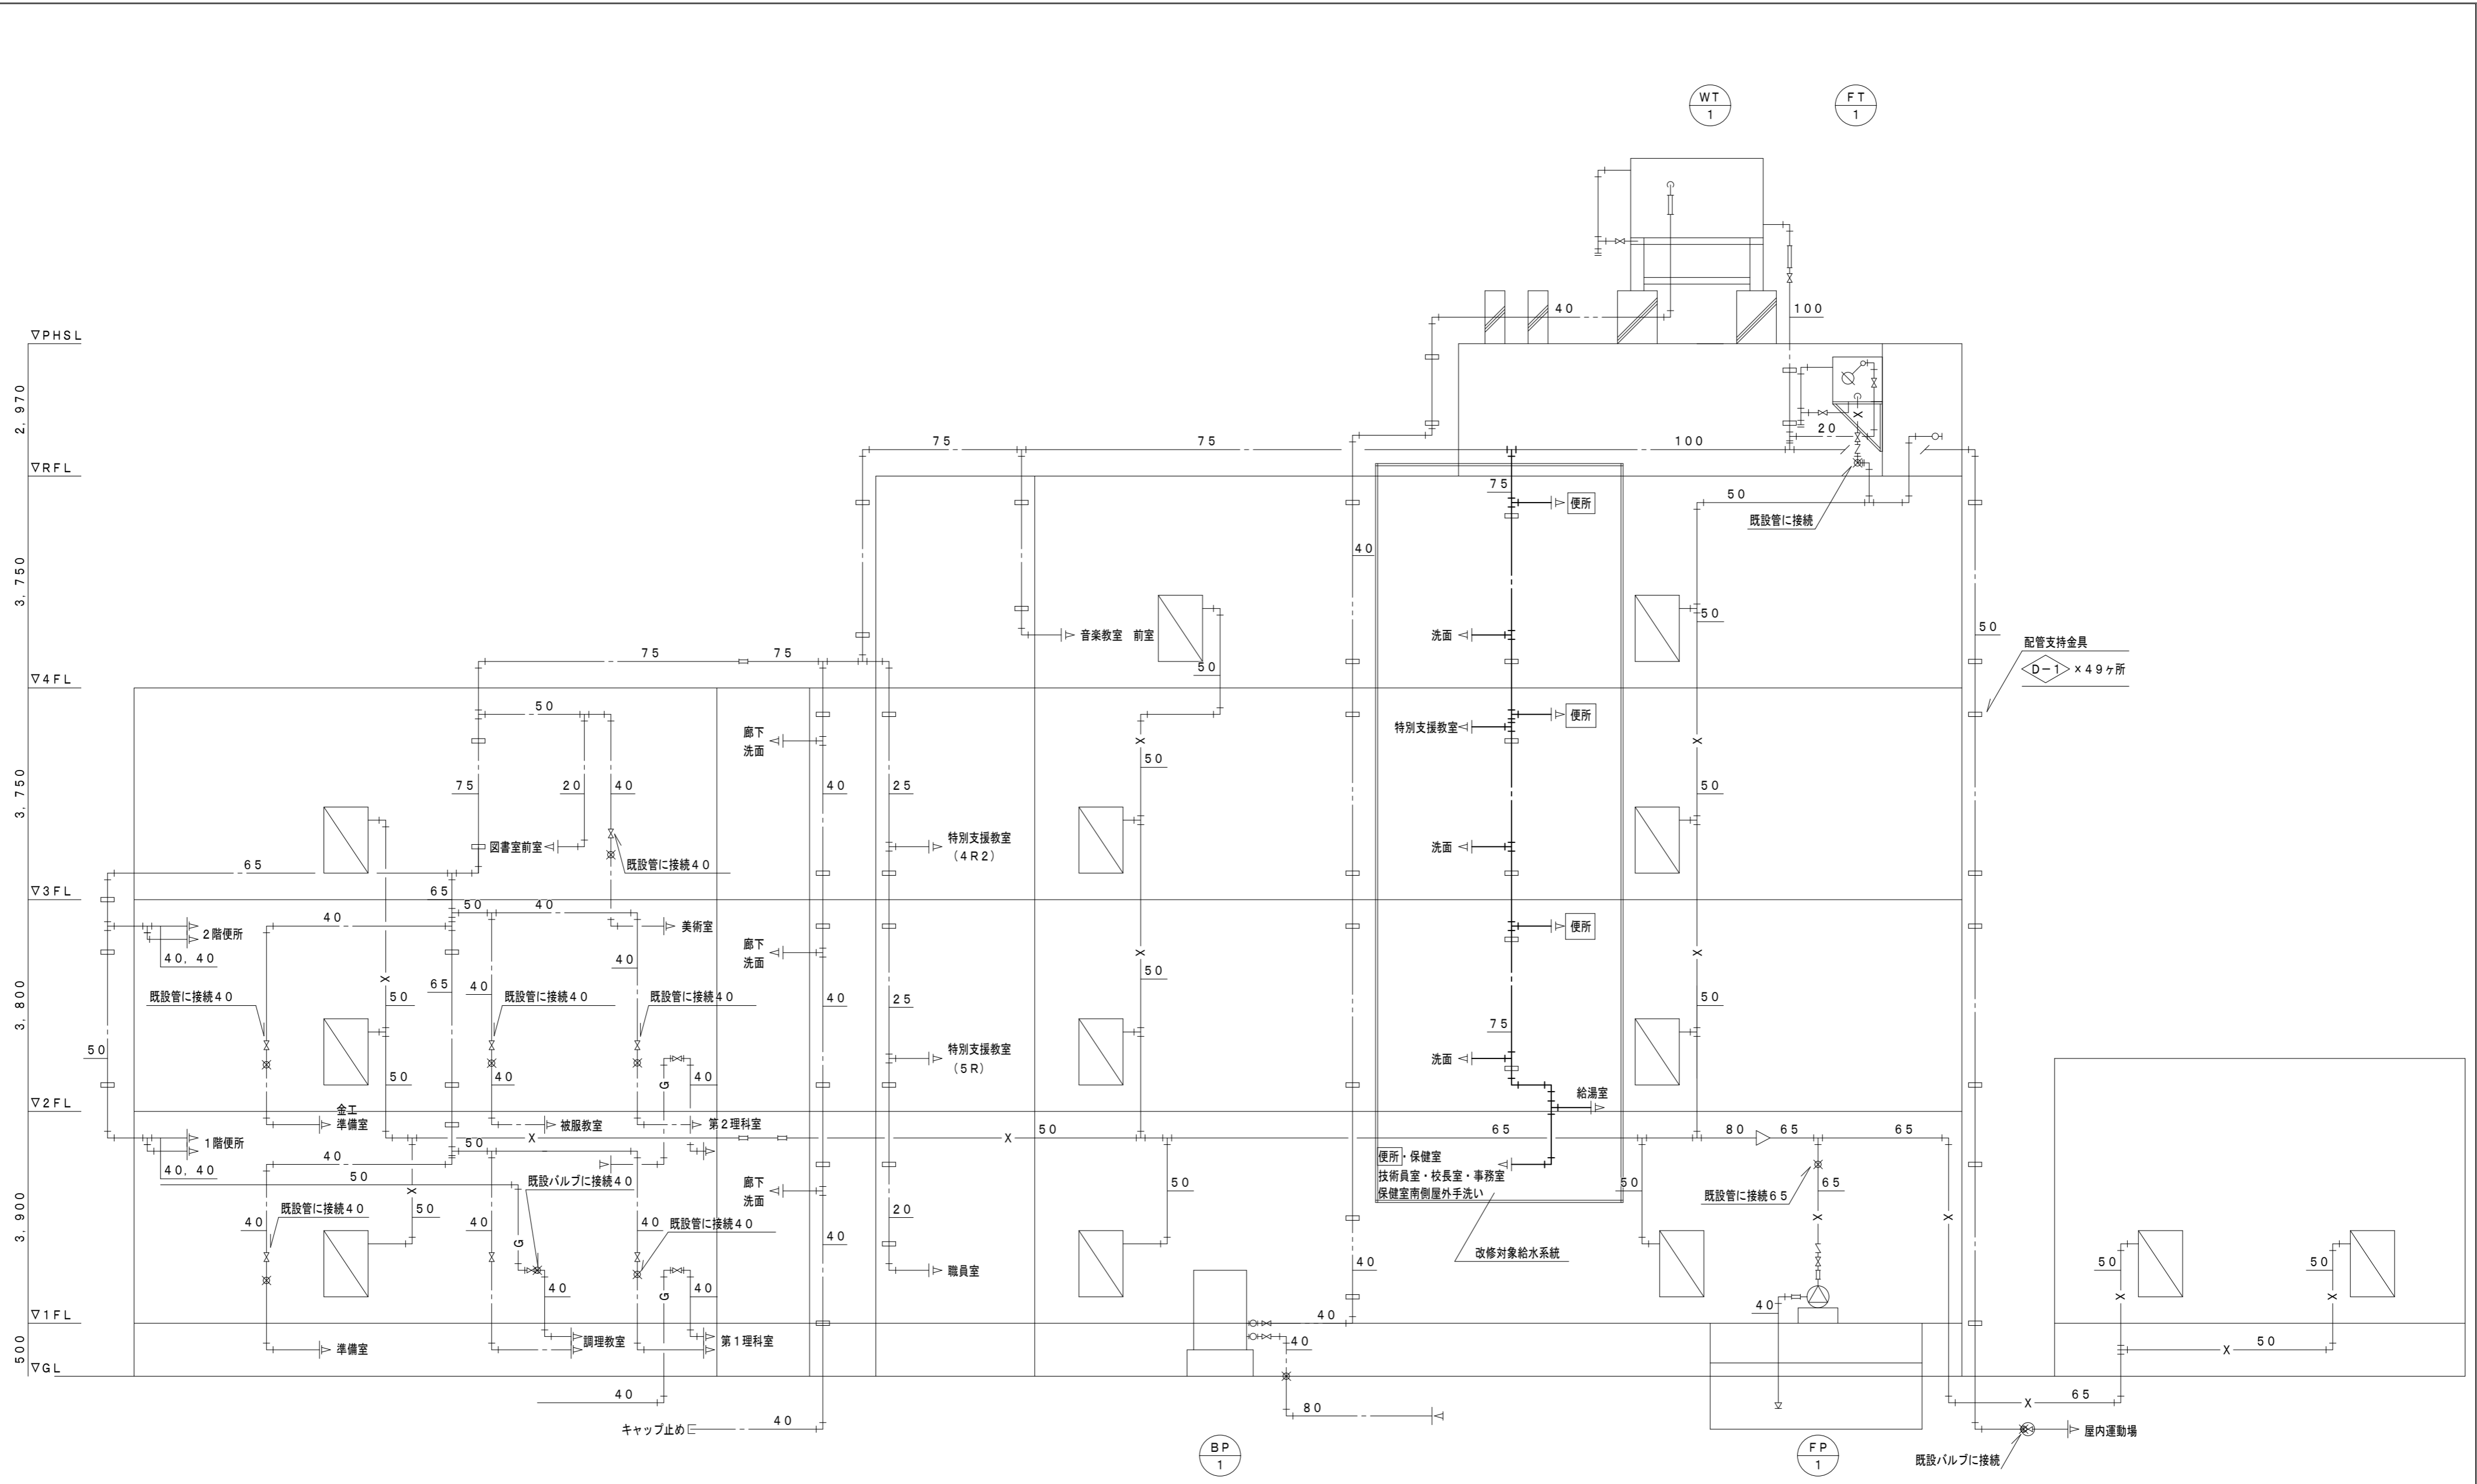 WT
1
FT
1
▽PHSL
40
100
2,970
20
75
75
100
▽RFL
75
便所
50
既設管に接続
3,750
40
50
洗面
音楽教室 前室
50
配管支持金具
D-1 ×49ヶ所
75
75
50
▽4FL
50
廊下
洗面
特別支援教室
便所
50
3,750
75
20
40
40
25
50
図書室前室
既設管に接続40
特別支援教室
(4R2)
洗面
65
▽3FL
65
50
40
40
2階便所
美術室
廊下
洗面
便所
40,40
40
50
3,800
65
40
既設管に接続40
50
既設管に接続40
既設管に接続40
40
25
50
75
50
特別支援教室
(5R)
洗面
50
40
G
40
給湯室
▽2FL
金工
準備室
被服教室
第2理科室
1階便所
50
X
X
50
65
80
65
65
40
40,40
50
便所・保健室
技術員室・校長室・事務室
保健室南側屋外手洗い
既設バルブに接続40
廊下
洗面
50
50
65
既設管に接続65
3,900
40
既設管に接続40
50
40
40
既設管に接続40
20
40
G
改修対象給水系統
職員室
40
50
50
40
G
40
40
▽1FL
40
調理教室
第1理科室
準備室
40
X
50
500
▽GL
40
80
X
65
キャップ止め
40
屋内運動場
既設バルブに接続
BP
1
FP
1